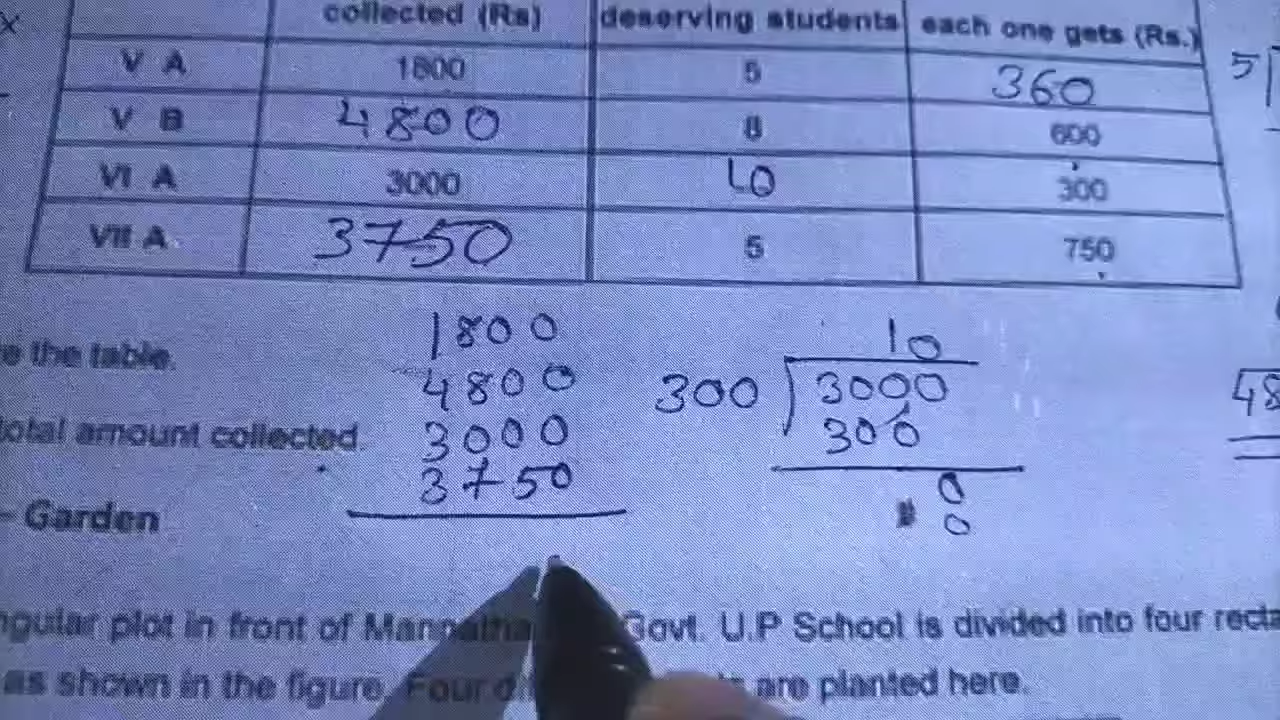 x collected (Rs) deserving students each one gets (Rs.)
V A 1800 5 360 5
V B 4800 8 600
VI A 3000 10 300
VII A 3750 5 750
1800 10
the table. 4800 300 3000 48
total amount collected. 3000 300
3750 0
- Garden 0
plot in front of Govt. U.P School is divided into four
as shown in the figure. Four are planted here.